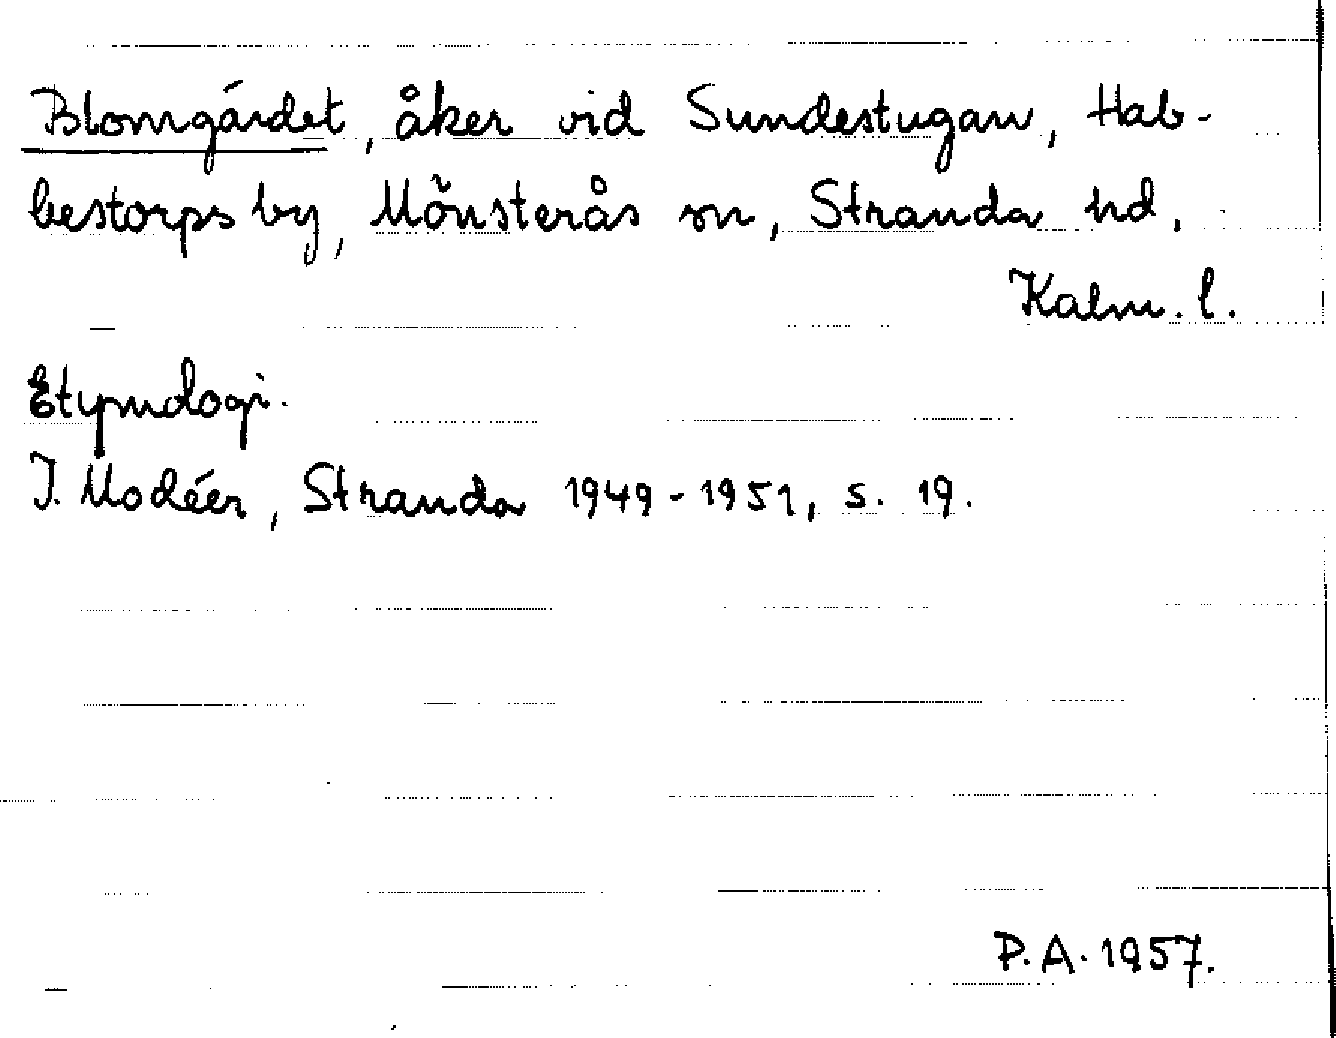 Blomgärdet, åker vid Sundestugan, Hab-
bestorps by, Mönsterås sn, Stranda hd,
Kalm. l.
Etymologi.
I. Modéer, Stranda 1949-1951, s. 19.
P.A. 1957.